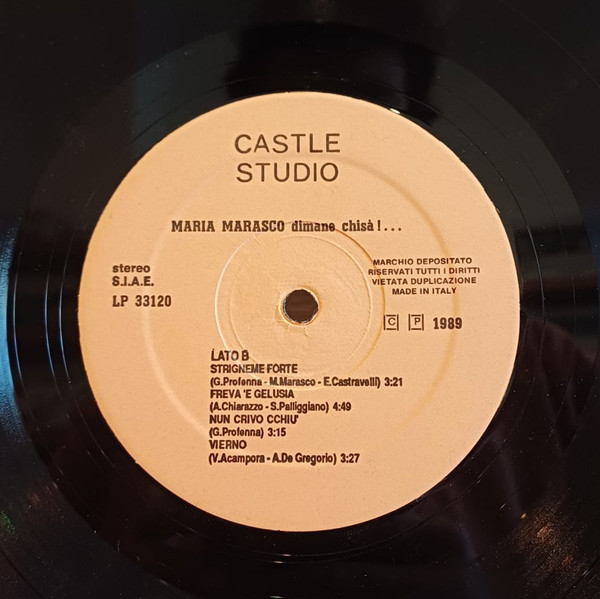 CASTLE
STUDIO
MARIA MARASCO dimane chisà!...
stereo
S.I.A.E.
LP 33120
MARCHIO DEPOSITATO
RISERVATI TUTTI I DIRITTI
VIETATA DUPLICAZIONE
MADE IN ITALY
C P 1989
LATO B
STRIGNEME FORTE
(G.Profenna - M.Marasco - E.Castravelli) 3:21
FREVA 'E GELUSIA
(A.Chiarazzo - S.Palliggiano) 4:49
NUN CRIVO CCHIU'
(G.Profenna) 3:15
VIERNO
(V.Acampora - A.De Gregorio) 3:27